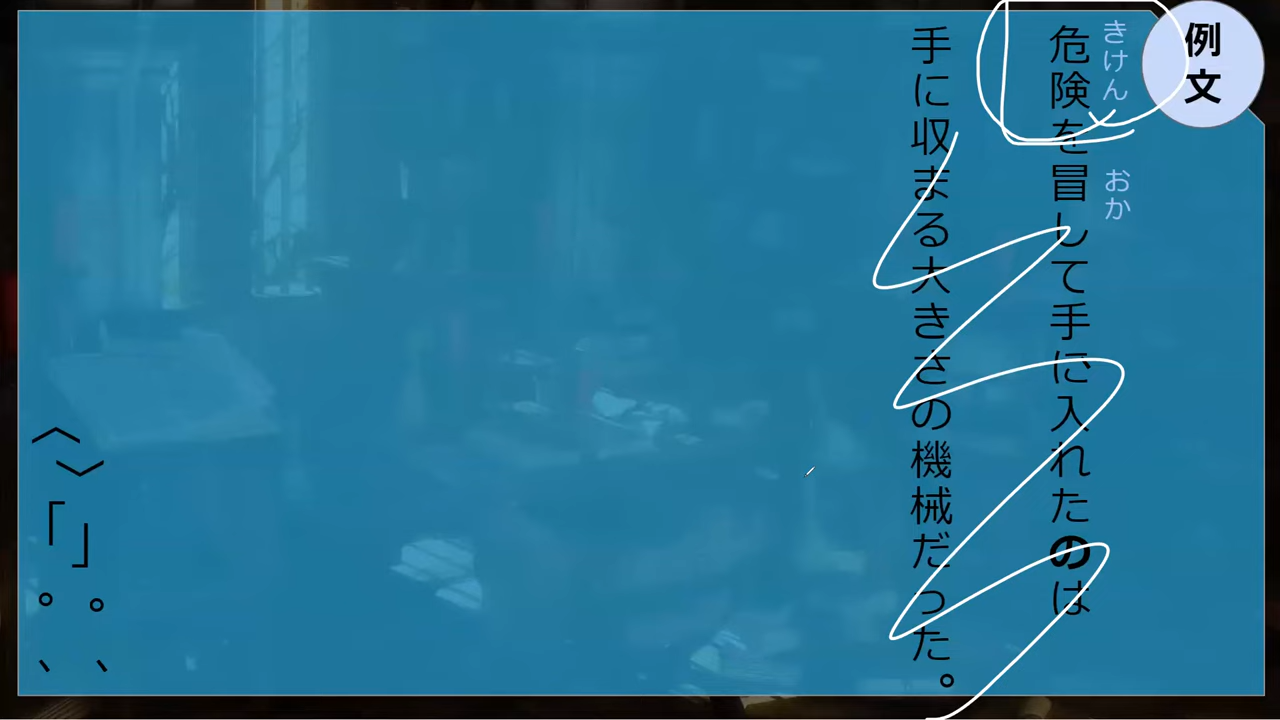 例文
きけん おか
危険を冒して手に入れたのは
手に収まる大きさの機械だった。
〈〉
「」
。。
、、